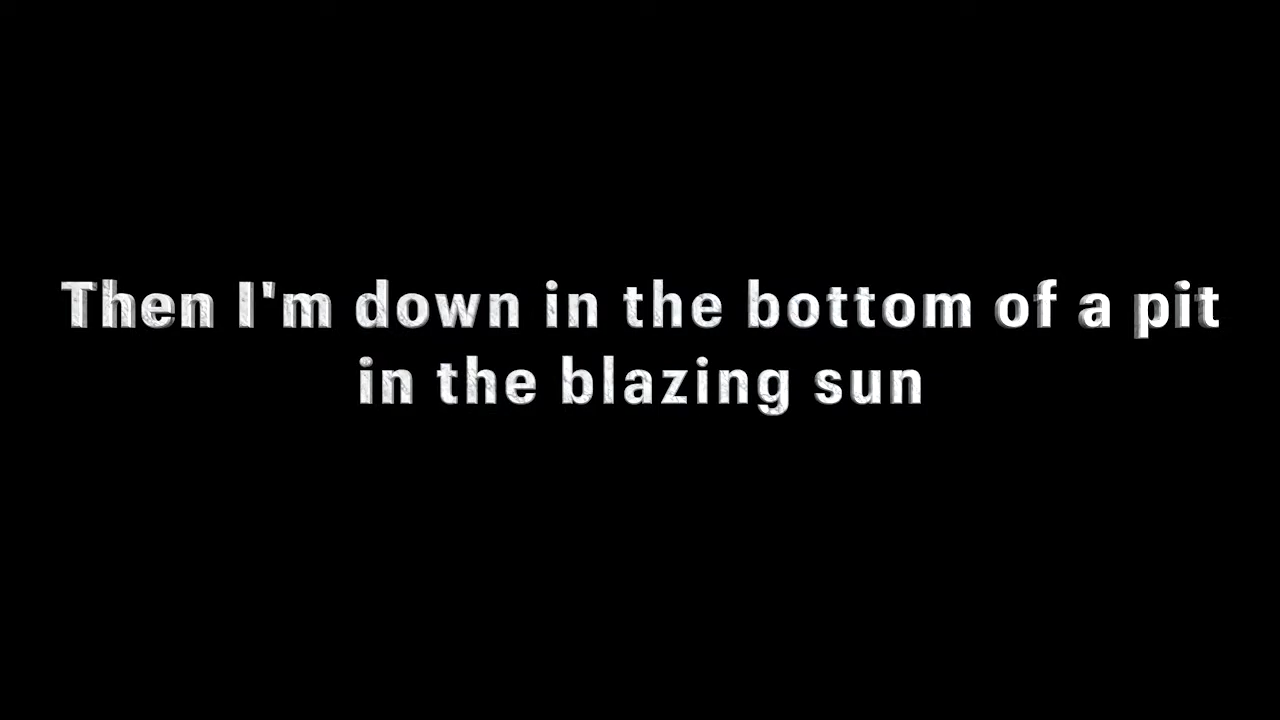 Then I'm down in the bottom of a pit
in the blazing sun